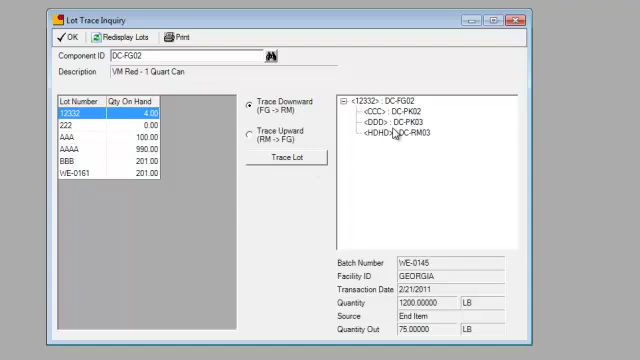 Lot Trace Inquiry
OK Redisplay Lots Print
Component ID DC-FG02
Description VM Red - 1 Quart Can
Lot Number Qty On Hand
12332 4.00
222 0.00
AAA 100.00
AAAA 990.00
BBB 201.00
WE-0161 201.00
Trace Downward
(FG -> RM)
Trace Upward
(RM -> FG)
Trace Lot
<12332> : DC-FG02
<CCC> : DC-PK02
<DDD> : DC-PK03
<HDHD> : DC-RM03
Batch Number WE-0145
Facility ID GEORGIA
Transaction Date 2/21/2011
Quantity 1200.00000 LB
Source End Item
Quantity Out 75.00000 LB